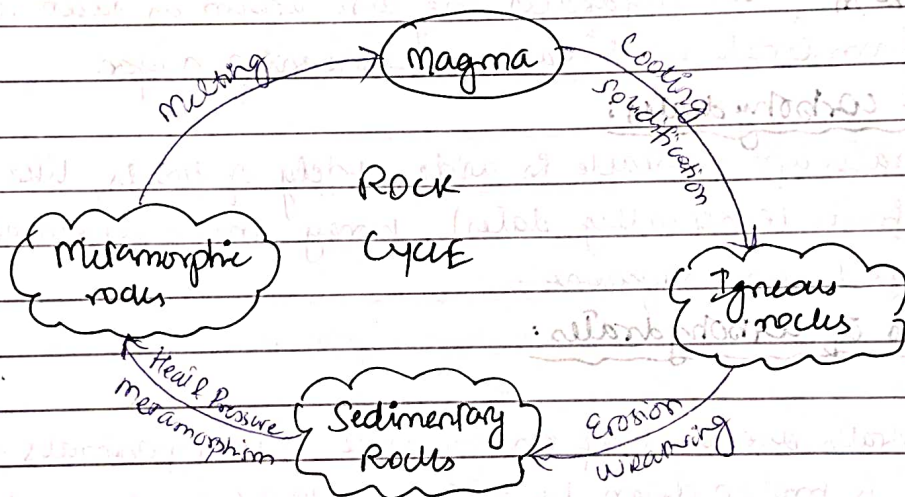 Magma
Melting
Cooling
Solidification
ROCK
CYCLE
Metamorphic
rocks
Igneous
rocks
Heat & Pressure
Metamorphism
Sedimentary
Rocks
Erosion
Weathering